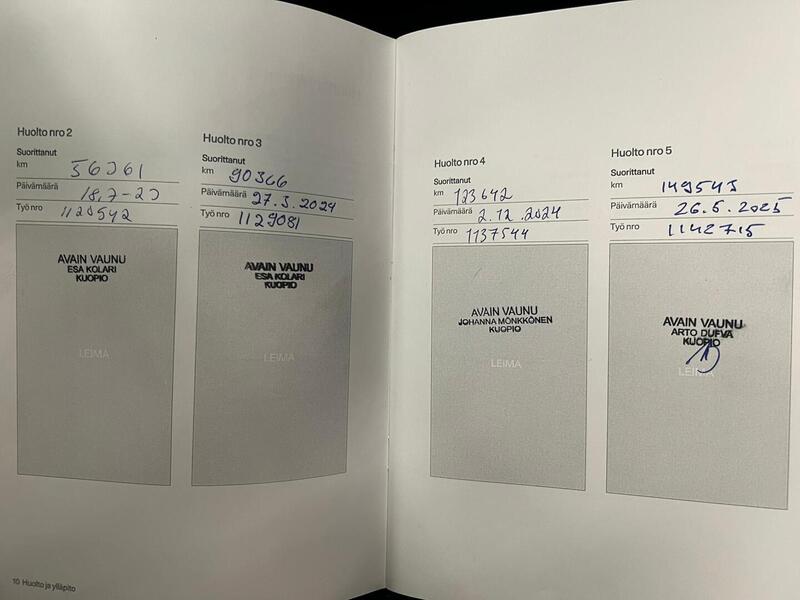 Huolto nro 2
Suorittanut
km 56361
Päivämäärä 18.7-23
Työ nro 1120542
AVAIN VAUNU
ESA KOLARI
KUOPIO
LEIMA
Huolto nro 3
Suorittanut
km 90366
Päivämäärä 27.3.2024
Työ nro 1129081
AVAIN VAUNU
ESA KOLARI
KUOPIO
LEIMA
10 Huolto ja ylläpito
Huolto nro 4
Suorittanut
km 123642
Päivämäärä 2.12.2024
Työ nro 1137544
AVAIN VAUNU
JOHANNA MÖNKKÖNEN
KUOPIO
LEIMA
Huolto nro 5
Suorittanut
km
Päivämäärä 26.5.2025
Työ nro 1142715
AVAIN VAUNU
ARTO DUFVA
KUOPIO
LEIMA